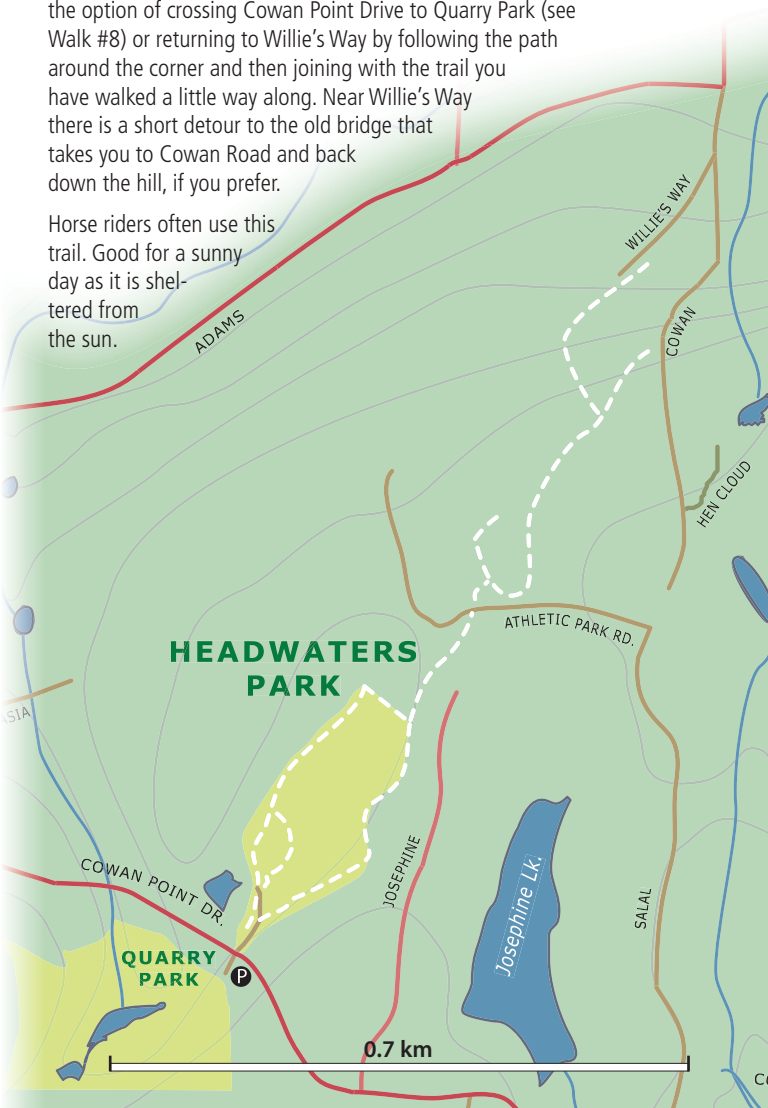 the option of crossing Cowan Point Drive to Quarry Park (see
Walk #8) or returning to Willie's Way by following the path
around the corner and then joining with the trail you
have walked a little way along. Near Willie's Way
there is a short detour to the old bridge that
takes you to Cowan Road and back
down the hill, if you prefer.
Horse riders often use this
trail. Good for a sunny
day as it is shel-
tered from
the sun.
WILLIE'S WAY
ADAMS
COWAN
HEN CLOUD
ATHLETIC PARK RD.
HEADWATERS
PARK
ASIA
JOSEPHINE
COWAN POINT DR.
Josephine Lk.
SALAL
QUARRY
PARK
P
0.7 km